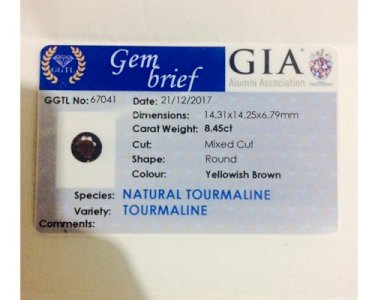 GGTL
Gem
brief
GIA
Alumni Association
GGTL No: 67041
Date: 21/12/2017
Dimensions: 14.31x14.25x6.79mm
Carat Weight: 8.45ct
Cut: Mixed Cut
Shape: Round
Colour: Yellowish Brown
Species: NATURAL TOURMALINE
Variety: TOURMALINE
Comments: